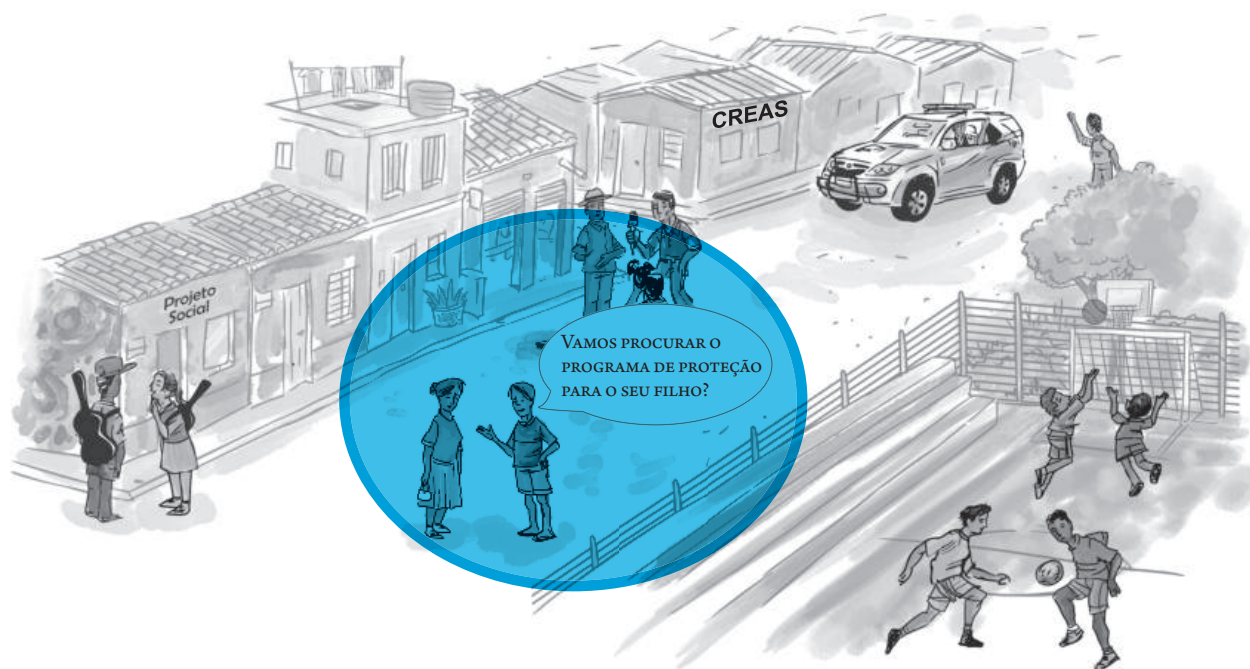 CREAS
Projeto
Social
VAMOS PROCURAR O
PROGRAMA DE PROTEÇÃO
PARA O SEU FILHO?